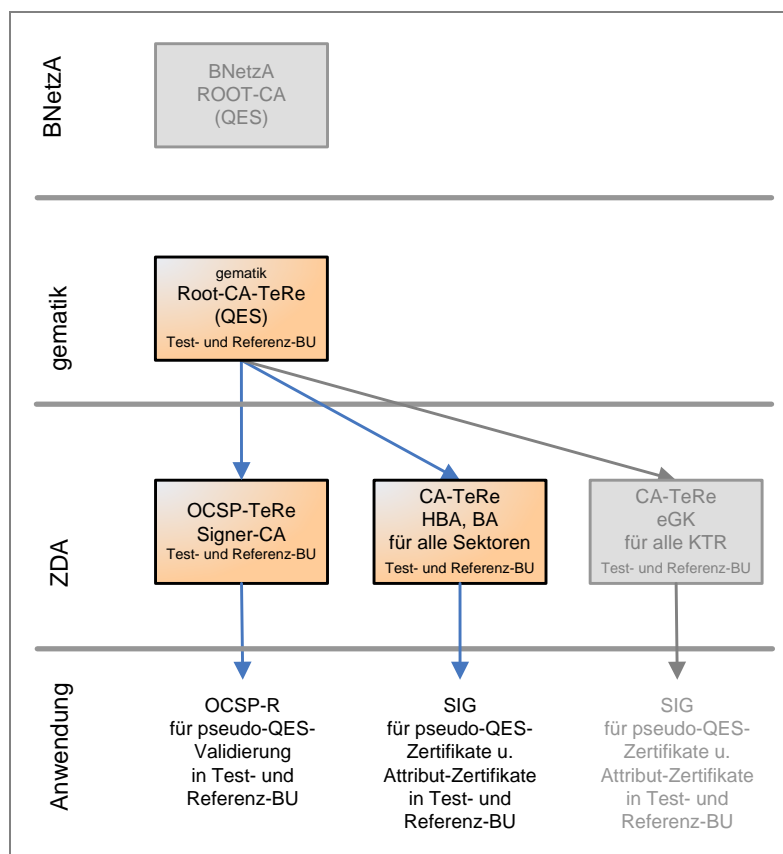 BNetzA
BNetzA
ROOT-CA
(QES)
gematik
gematik
Root-CA-TeRe
(QES)
Test- und Referenz-BU
ZDA
OCSP-TeRe
Signer-CA
Test- und Referenz-BU
CA-TeRe
HBA, BA
für alle Sektoren
Test- und Referenz-BU
CA-TeRe
eGK
für alle KTR
Test- und Referenz-BU
Anwendung
OCSP-R
für pseudo-QES-
Validierung
in Test- und
Referenz-BU
SIG
für pseudo-QES-
Zertifikate u.
Attribut-Zertifikate
in Test- und
Referenz-BU
SIG
für pseudo-QES-
Zertifikate u.
Attribut-Zertifikate
in Test- und
Referenz-BU